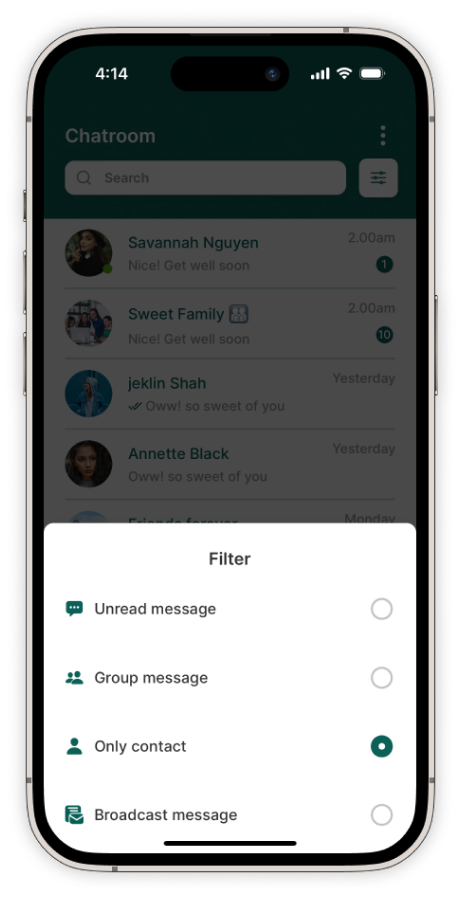 4:14
Chatroom
Search
Savannah Nguyen
2.00am
Nice! Get well soon
1
Sweet Family
2.00am
Nice! Get well soon
10
jeklin Shah
Yesterday
Oww! so sweet of you
Annette Black
Yesterday
Oww! so sweet of you
Friends forever
Monday
Filter
Unread message
Group message
Only contact
Broadcast message